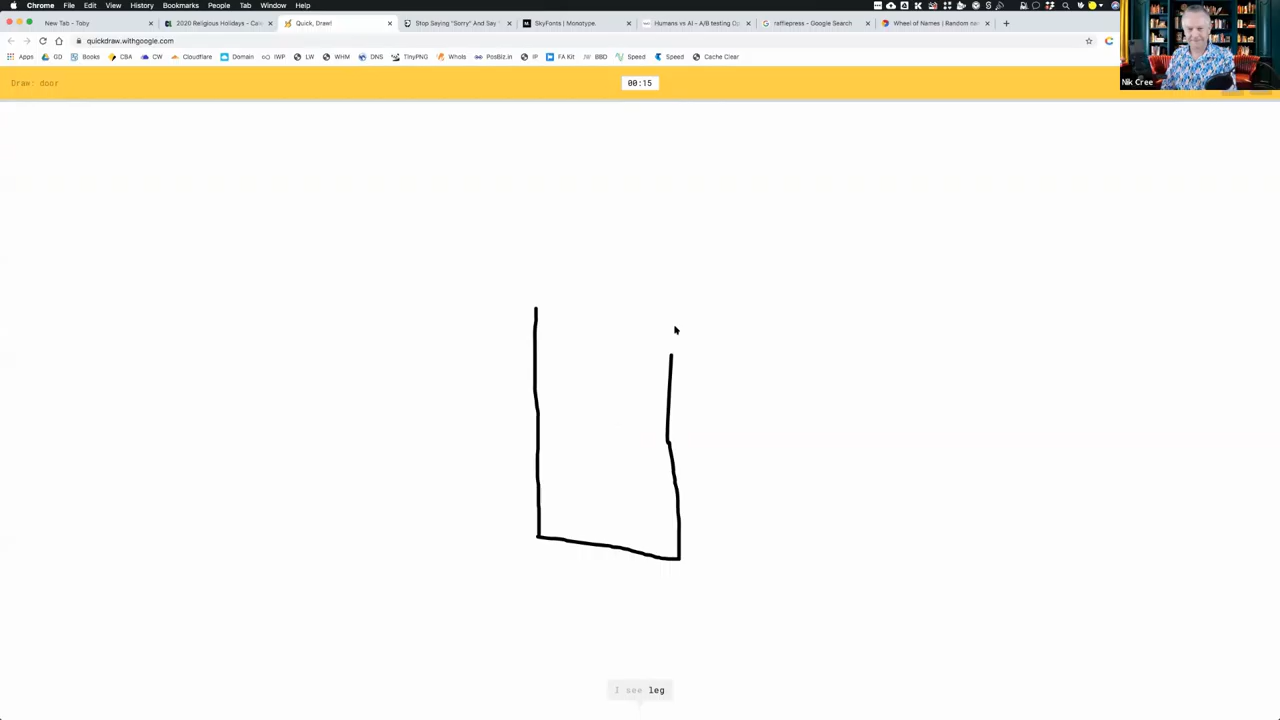 Chrome File Edit View History Bookmarks People Tab Window Help
New Tab - Toby 2020 Religious Holidays - Cale Quick, Draw! Stop Saying "Sorry" And Say SkyFonts | Monotype. Humans vs AI – A/B testing Op rafflepress - Google Search Wheel of Names | Random na
quickdraw.withgoogle.com
Apps GD Books CBA CW Cloudflare Domain IWP LW WHM DNS TinyPNG WhoIs PosBiz.in IP FA Kit BBD Speed Speed Cache Clear
Nik Cree
Draw: door 00:15
I see leg